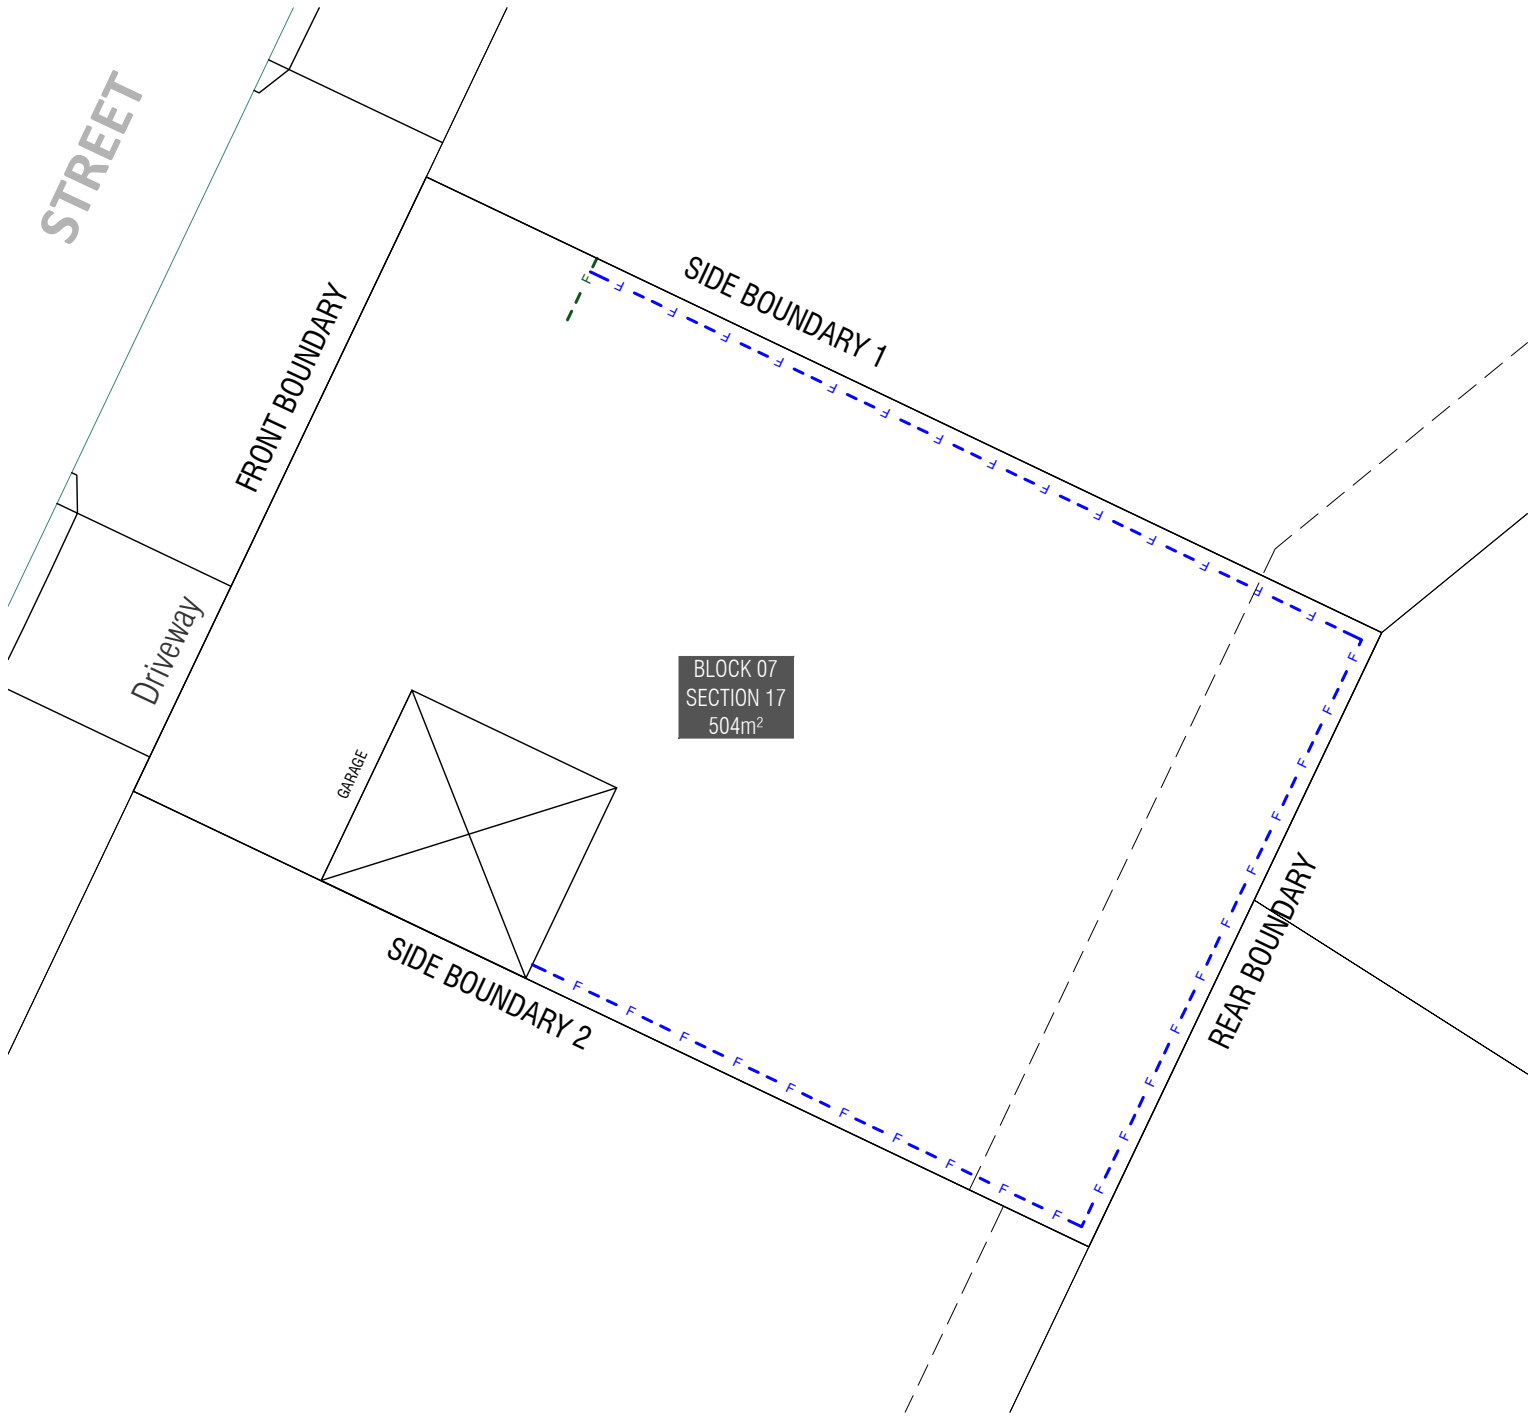 STREET
SIDE BOUNDARY 1
FRONT BOUNDARY
Driveway
BLOCK 07
SECTION 17
504m²
GARAGE
SIDE BOUNDARY 2
REAR BOUNDARY
F
F F F F F F F F F F F F F F
F F F F F F F F F F
F F F F F F F F F F